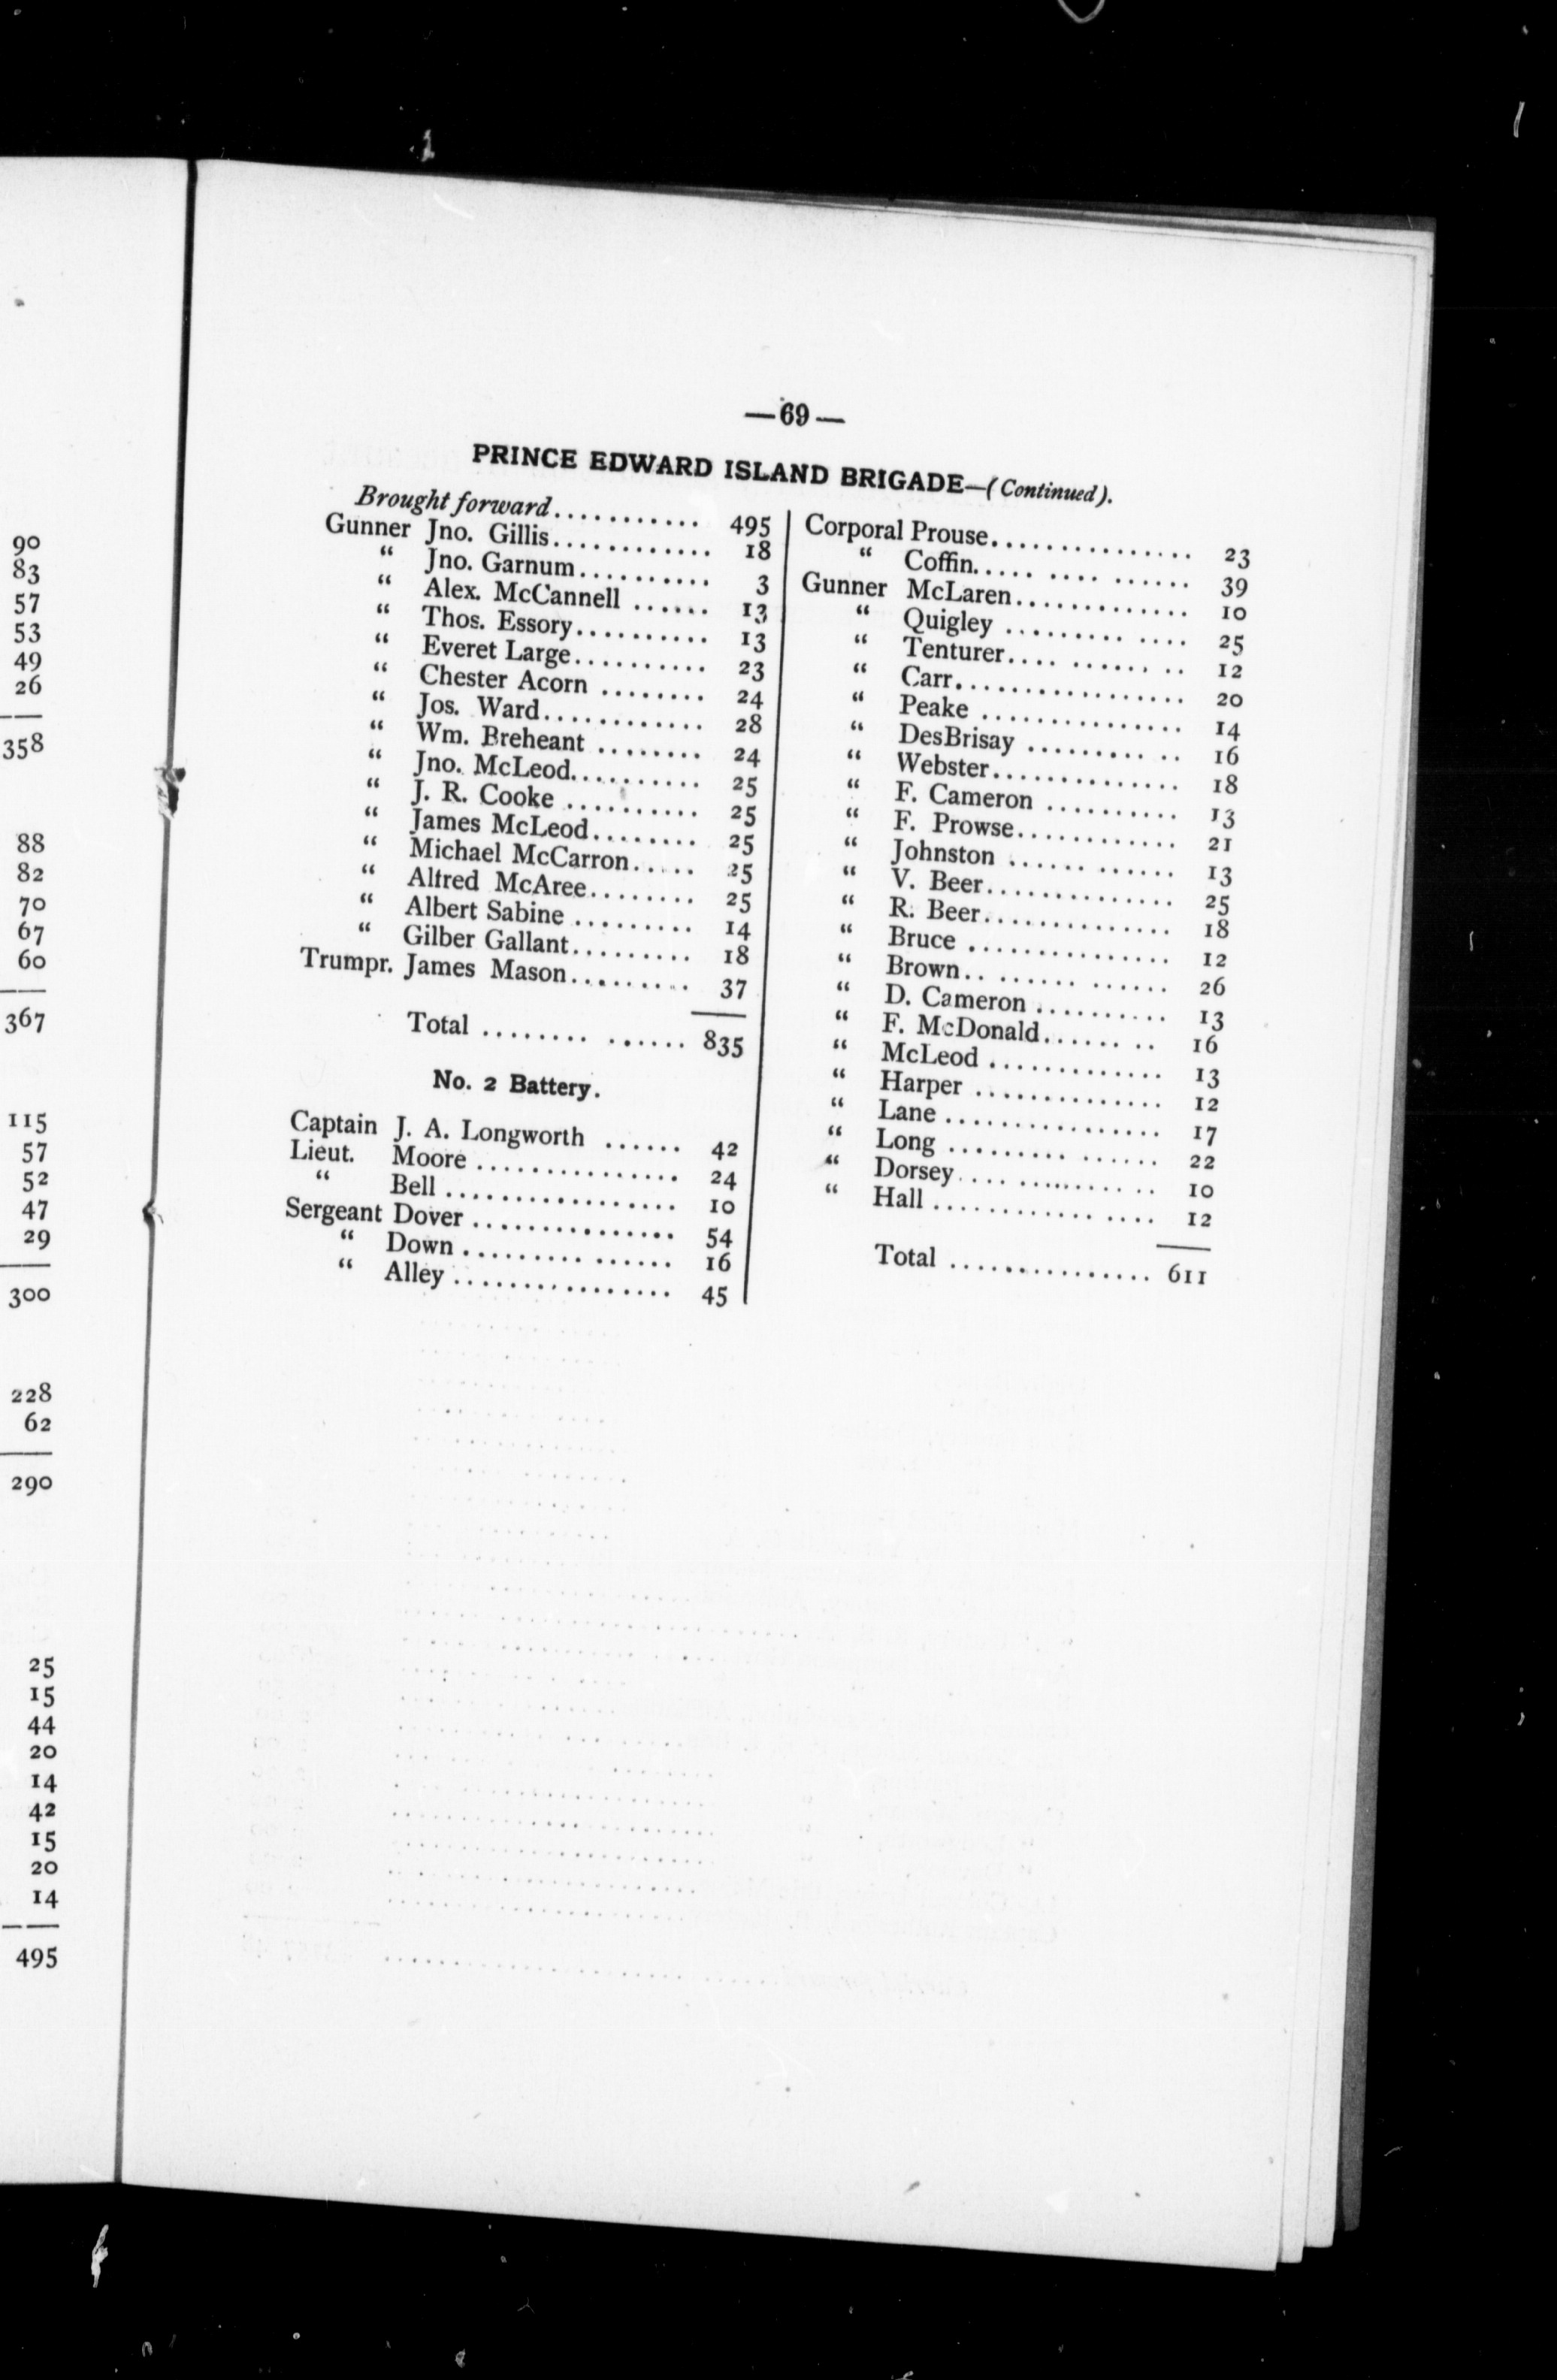 90
83
57
53
49
26
358
88
82
70
67
60
367
115
57
52
47
29
300
228
62
290
25
15
44
20
14
42
15
20
14
495
—69—
PRINCE EDWARD ISLAND BRIGADE—(Continued).
Brought forward........... 495
Gunner Jno. Gillis............. 18
“ Jno. Garnum.......... 3
“ Alex. McCannell ...... 13
“ Thos. Essory.......... 13
“ Everet Large.......... 23
“ Chester Acorn ........ 24
“ Jos. Ward............. 28
“ Wm. Breheant ........ 24
“ Jno. McLeod.......... 25
“ J. R. Cooke ........... 25
“ James McLeod........ 25
“ Michael McCarron..... 25
“ Alfred McAree........ 25
“ Albert Sabine .......... 14
“ Gilber Gallant......... 18
Trumpr. James Mason......... 37
Total ........ ...... 835
No. 2 Battery.
Captain J. A. Longworth ...... 42
Lieut. Moore ................ 24
“ Bell .................. 10
Sergeant Dover ............... 54
“ Down ......... ...... 16
“ Alley ................ 45
Corporal Prouse............... 23
“ Coffin..... .... ...... 39
Gunner McLaren............. 10
“ Quigley ......... .... 25
“ Tenturer.... ....... .. 12
“ Carr.................. 20
“ Peake ................ 14
“ DesBrisay .......... .. 16
“ Webster............... 18
“ F. Cameron .......... 13
“ F. Prowse............ 21
“ Johnston ...... ...... 13
“ V. Beer.............. 25
“ R. Beer.............. 18
“ Bruce ............... 12
“ Brown.. ....... ...... 26
“ D. Cameron .......... 13
“ F. McDonald....... .. 16
“ McLeod ............. 13
“ Harper .............. 12
“ Lane ................ 17
“ Long ......... ...... 22
“ Dorsey.... .......... .. 10
“ Hall ............ .... 12
Total ............... 611